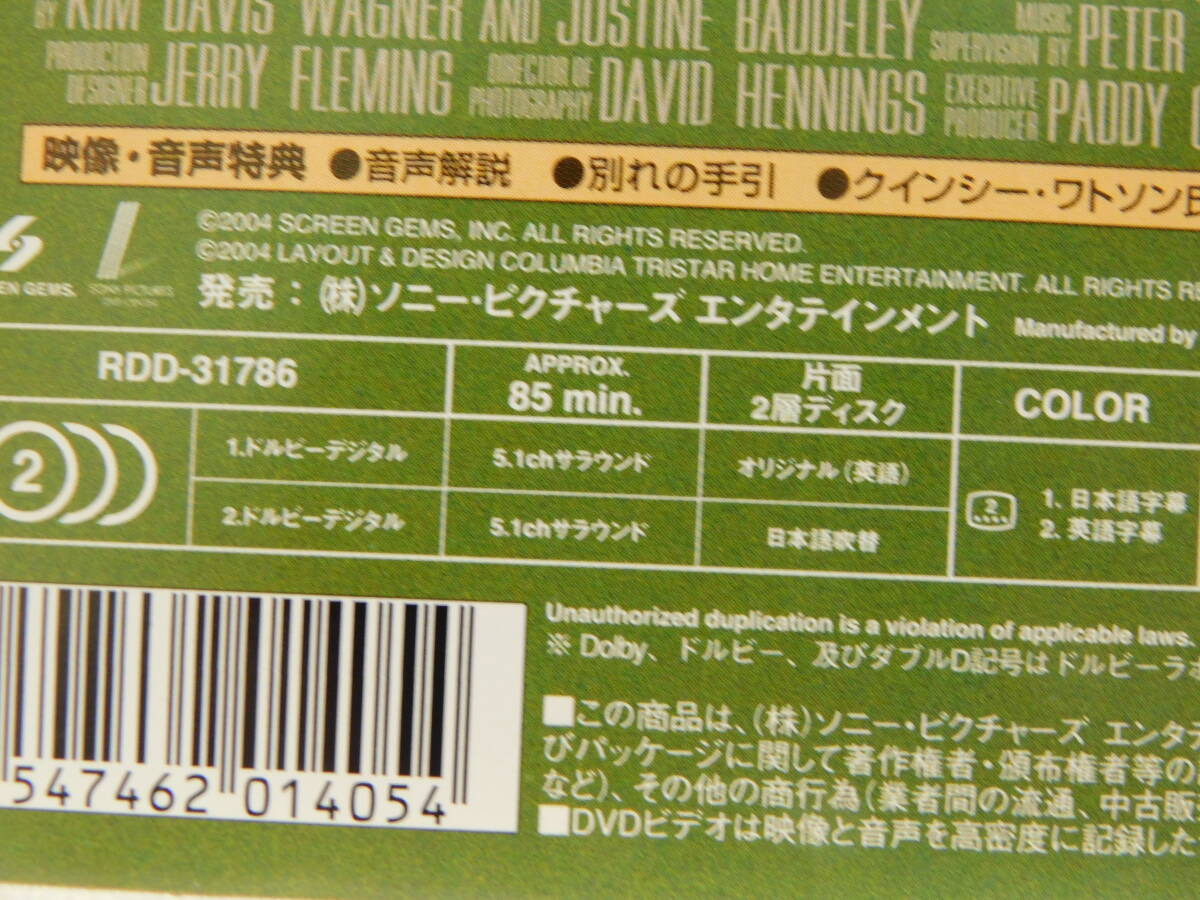 BY KIM DAVIS WAGNER AND JUSTINE BADDELEY MUSIC SUPERVISION BY PETER
PRODUCTION DESIGNER JERRY FLEMING DIRECTOR OF PHOTOGRAPHY DAVID HENNINGS EXECUTIVE PRODUCER PADDY
映像・音声特典 ●音声解説 ●別れの手引 ●クインシー・ワトソン氏
©2004 SCREEN GEMS, INC. ALL RIGHTS RESERVED.
©2004 LAYOUT & DESIGN COLUMBIA TRISTAR HOME ENTERTAINMENT. ALL RIGHTS R
EEN GEMS.
発売：(株)ソニー・ピクチャーズ エンタテインメント Manufactured by
RDD-31786
APPROX.
85 min.
片面
2層ディスク
COLOR
2
1.ドルビーデジタル 5.1chサラウンド オリジナル(英語)
2.ドルビーデジタル 5.1chサラウンド 日本語吹替
2
1. 日本語字幕
2. 英語字幕
547462 014054
Unauthorized duplication is a violation of applicable laws.
※ Dolby、ドルビー、及びダブルD記号はドルビーラ
■この商品は、(株)ソニー・ピクチャーズ エンタテ
びパッケージに関して著作権者・頒布権者等の
など)、その他の商行為(業者間の流通、中古販
■DVDビデオは映像と音声を高密度に記録した